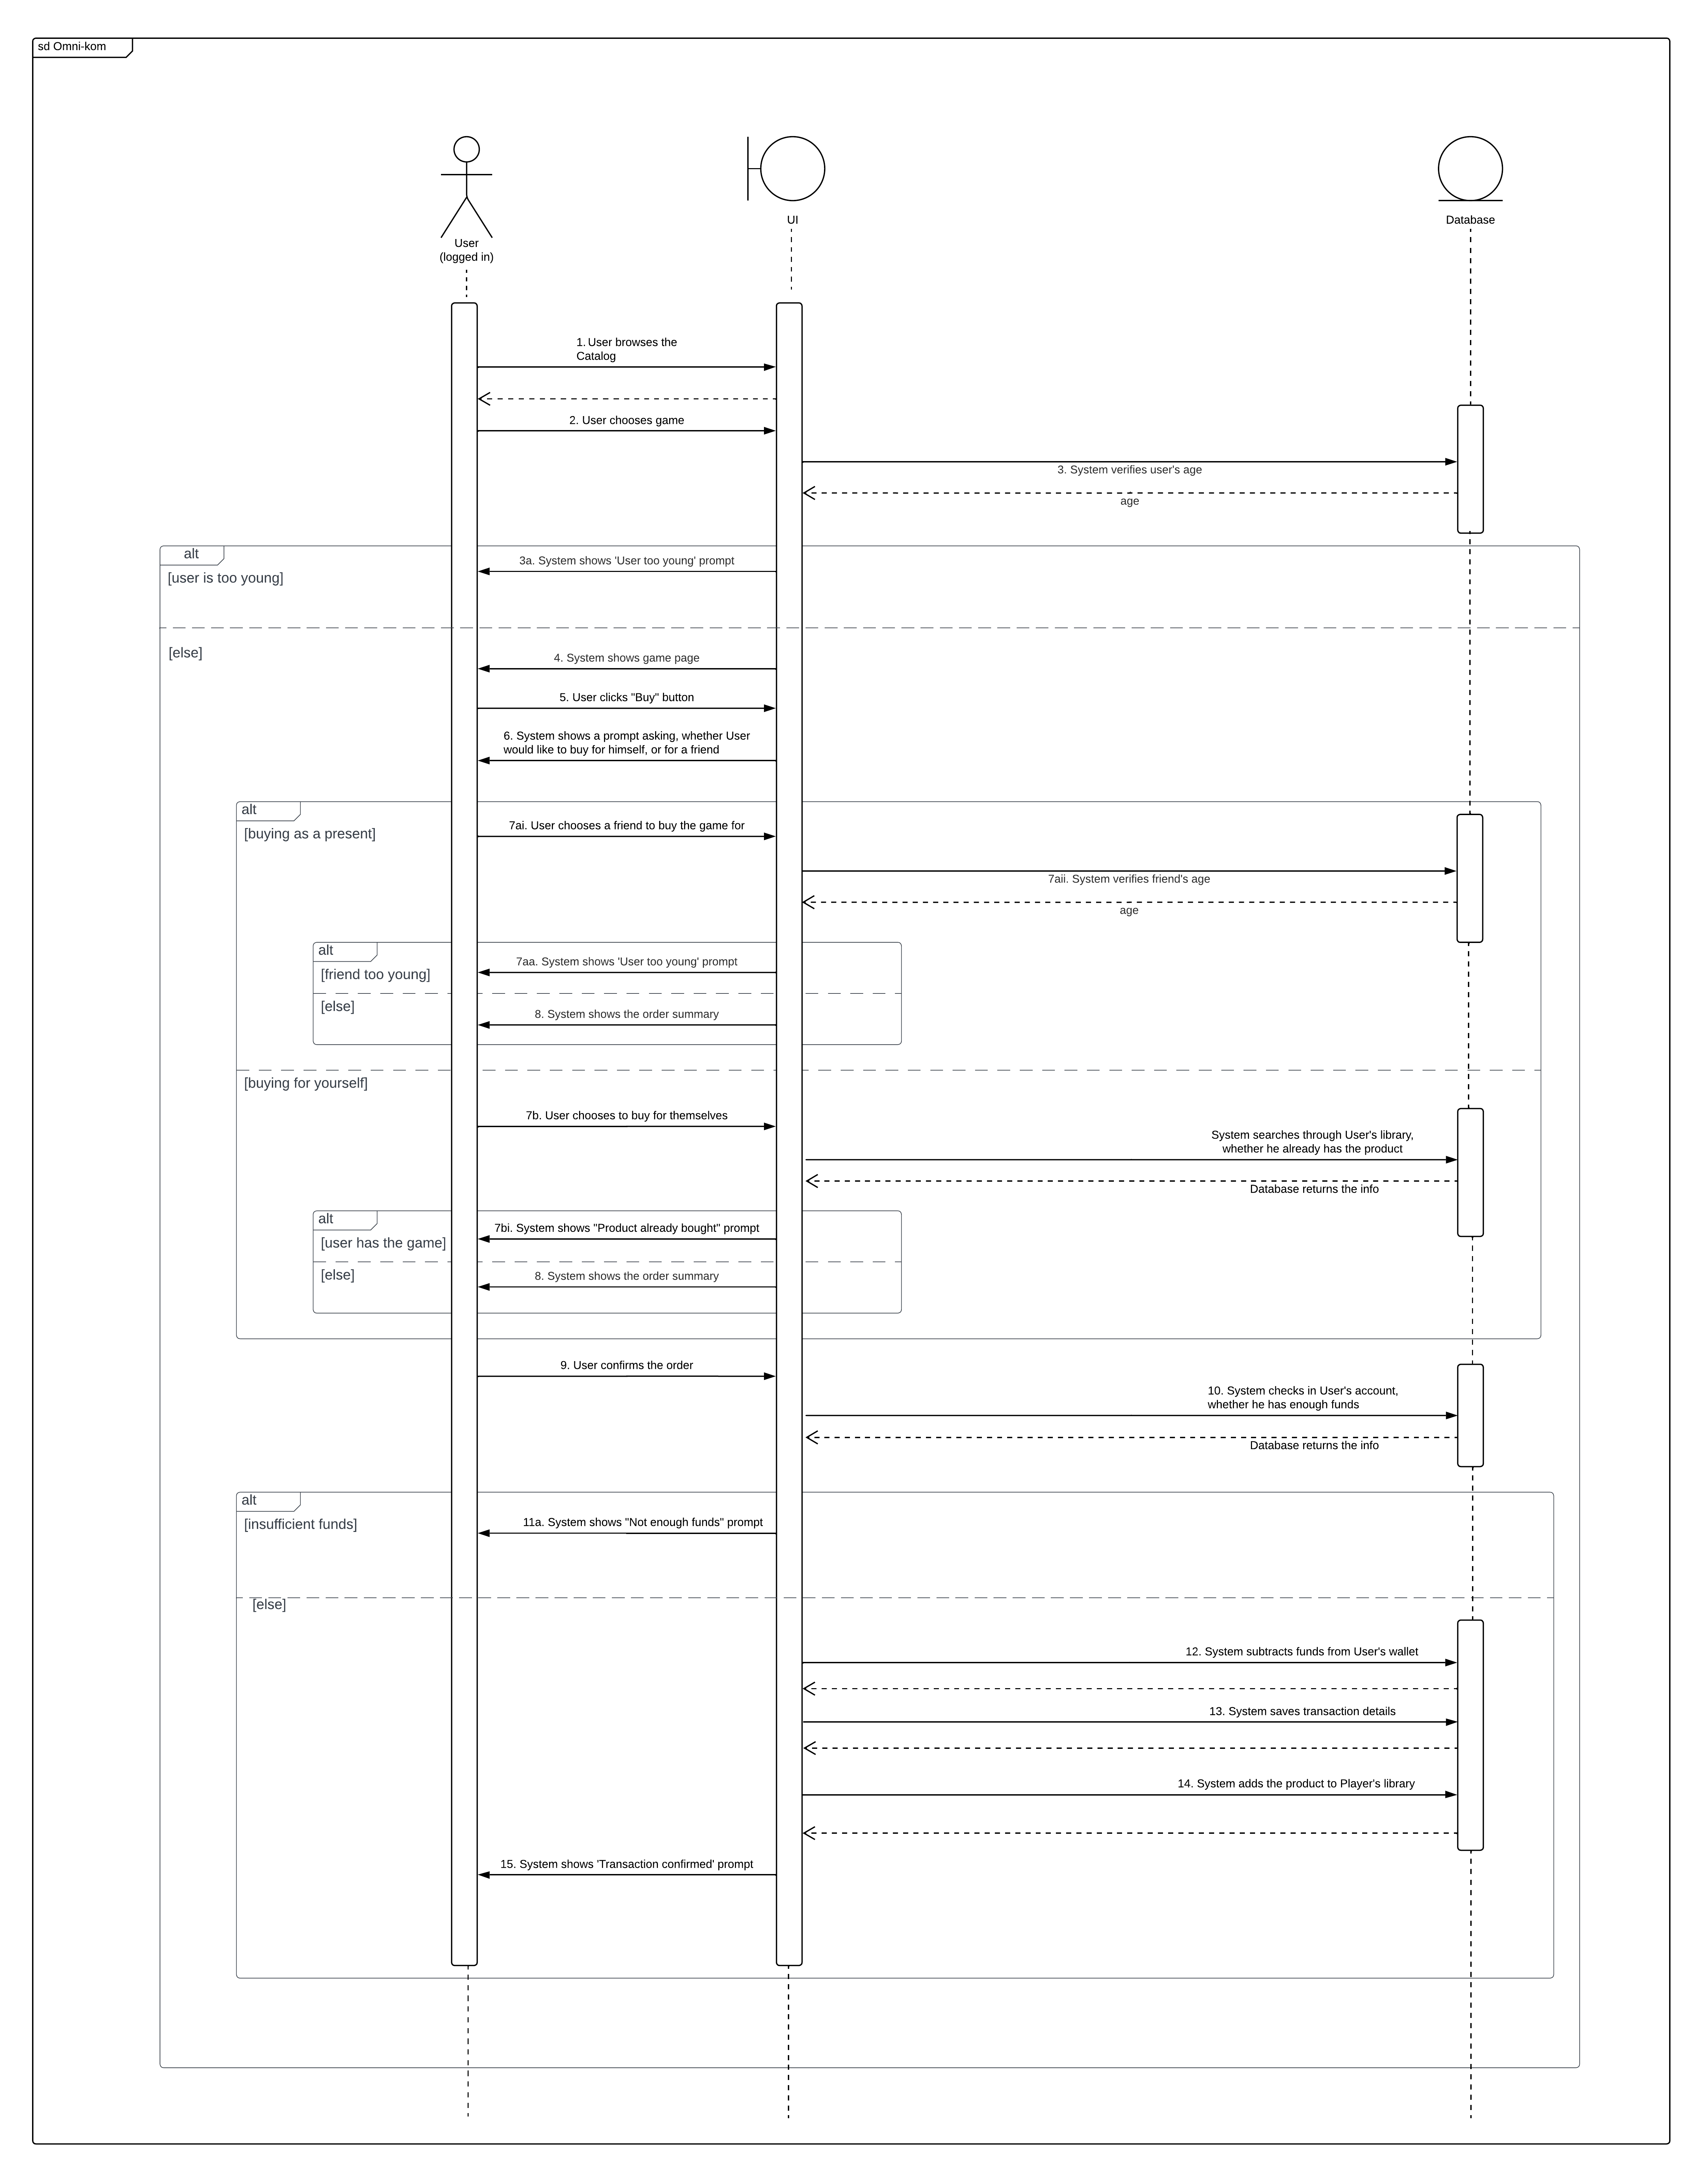 sd Omni-kom
User
(logged in)
UI
Database
1. User browses the
Catalog
2. User chooses game
3. System verifies user's age
age
alt
[user is too young]
3a. System shows 'User too young' prompt
[else]
4. System shows game page
5. User clicks "Buy" button
6. System shows a prompt asking, whether User
would like to buy for himself, or for a friend
alt
[buying as a present]
7ai. User chooses a friend to buy the game for
7aii. System verifies friend's age
age
alt
[friend too young]
7aa. System shows 'User too young' prompt
[else]
8. System shows the order summary
[buying for yourself]
7b. User chooses to buy for themselves
System searches through User's library,
whether he already has the product
Database returns the info
alt
[user has the game]
7bi. System shows "Product already bought" prompt
[else]
8. System shows the order summary
9. User confirms the order
10. System checks in User's account,
whether he has enough funds
Database returns the info
alt
[insufficient funds]
11a. System shows "Not enough funds" prompt
[else]
12. System subtracts funds from User's wallet
13. System saves transaction details
14. System adds the product to Player's library
15. System shows 'Transaction confirmed' prompt